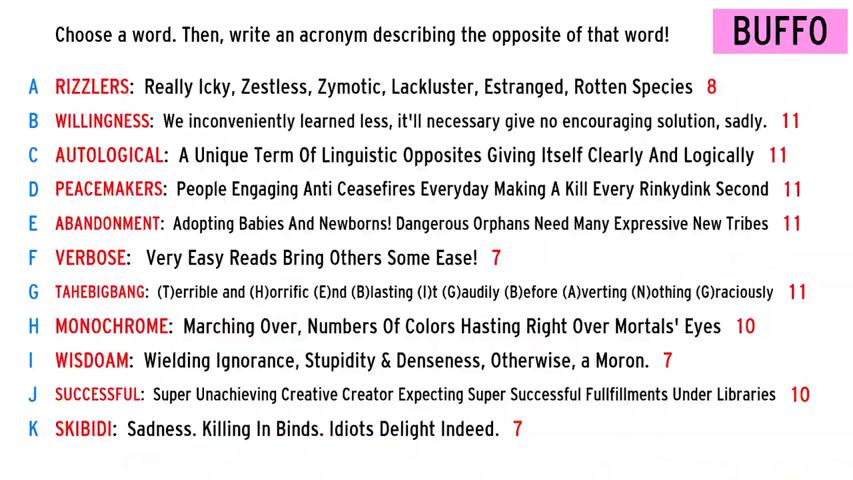 Choose a word. Then, write an acronym describing the opposite of that word!
BUFFO
A RIZZLERS: Really Icky, Zestless, Zymotic, Lackluster, Estranged, Rotten Species 8
B WILLINGNESS: We inconveniently learned less, it'll necessary give no encouraging solution, sadly. 11
C AUTOLOGICAL: A Unique Term Of Linguistic Opposites Giving Itself Clearly And Logically 11
D PEACEMAKERS: People Engaging Anti Ceasefires Everyday Making A Kill Every Rinkydink Second 11
E ABANDONMENT: Adopting Babies And Newborns! Dangerous Orphans Need Many Expressive New Tribes 11
F VERBOSE: Very Easy Reads Bring Others Some Ease! 7
G TAHEBIGBANG: (T)errible and (H)orrific (E)nd (B)lasting (I)t (G)audily (B)efore (A)verting (N)othing (G)raciously 11
H MONOCHROME: Marching Over, Numbers Of Colors Hasting Right Over Mortals' Eyes 10
I WISDOAM: Wielding Ignorance, Stupidity & Denseness, Otherwise, a Moron. 7
J SUCCESSFUL: Super Unachieving Creative Creator Expecting Super Successful Fullfillments Under Libraries 10
K SKIBIDI: Sadness. Killing In Binds. Idiots Delight Indeed. 7